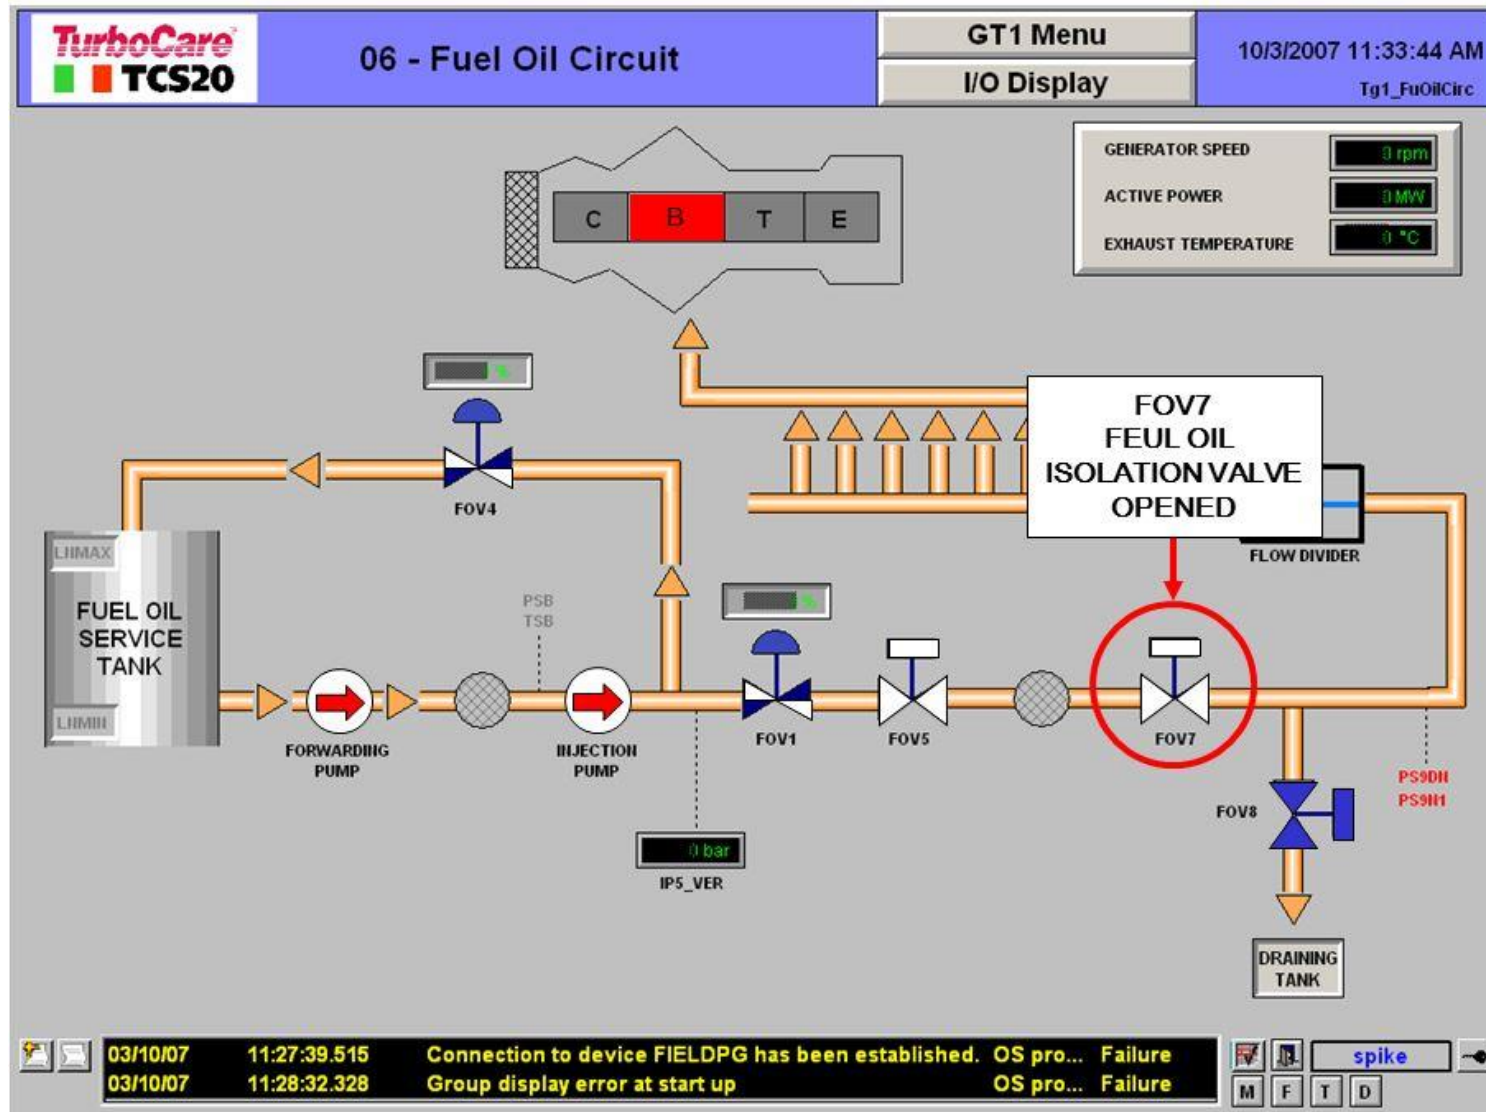 TurboCare
TCS20
06 - Fuel Oil Circuit
GT1 Menu
I/O Display
10/3/2007 11:33:44 AM
Tg1_FuOilCirc
GENERATOR SPEED
0 rpm
ACTIVE POWER
0 MW
EXHAUST TEMPERATURE
0 °C
C
B
T
E
%
FOV4
FOV7
FEUL OIL
ISOLATION VALVE
OPENED
FLOW DIVIDER
LIIMAX
FUEL OIL
SERVICE
TANK
LIIMIN
PSB
TSB
%
FORWARDING
PUMP
INJECTION
PUMP
FOV1
FOV5
FOV7
PS9DN
PS9N1
FOV8
0 bar
IP5_VER
DRAINING
TANK
03/10/07 11:27:39.515 Connection to device FIELDPG has been established. OS pro... Failure
03/10/07 11:28:32.328 Group display error at start up OS pro... Failure
spike
M F T D